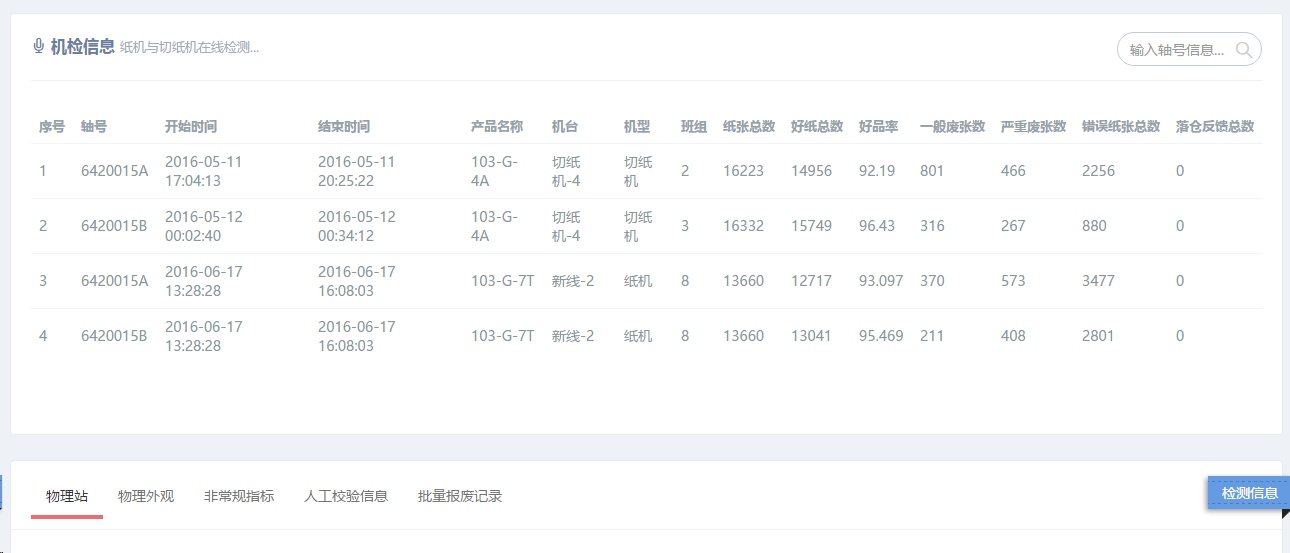 机检信息 纸机与切纸机在线检测...
输入轴号信息...
序号 轴号 开始时间 结束时间 产品名称 机台 机型 班组 纸张总数 好纸总数 好品率 一般废张数 严重废张数 错误纸张总数 落仓反馈总数
1 6420015A 2016-05-11 17:04:13 2016-05-11 20:25:22 103-G-4A 切纸机-4 切纸机 2 16223 14956 92.19 801 466 2256 0
2 6420015B 2016-05-12 00:02:40 2016-05-12 00:34:12 103-G-4A 切纸机-4 切纸机 3 16332 15749 96.43 316 267 880 0
3 6420015A 2016-06-17 13:28:28 2016-06-17 16:08:03 103-G-7T 新线-2 纸机 8 13660 12717 93.097 370 573 3477 0
4 6420015B 2016-06-17 13:28:28 2016-06-17 16:08:03 103-G-7T 新线-2 纸机 8 13660 13041 95.469 211 408 2801 0
物理站 物理外观 非常规指标 人工校验信息 批量报废记录
检测信息